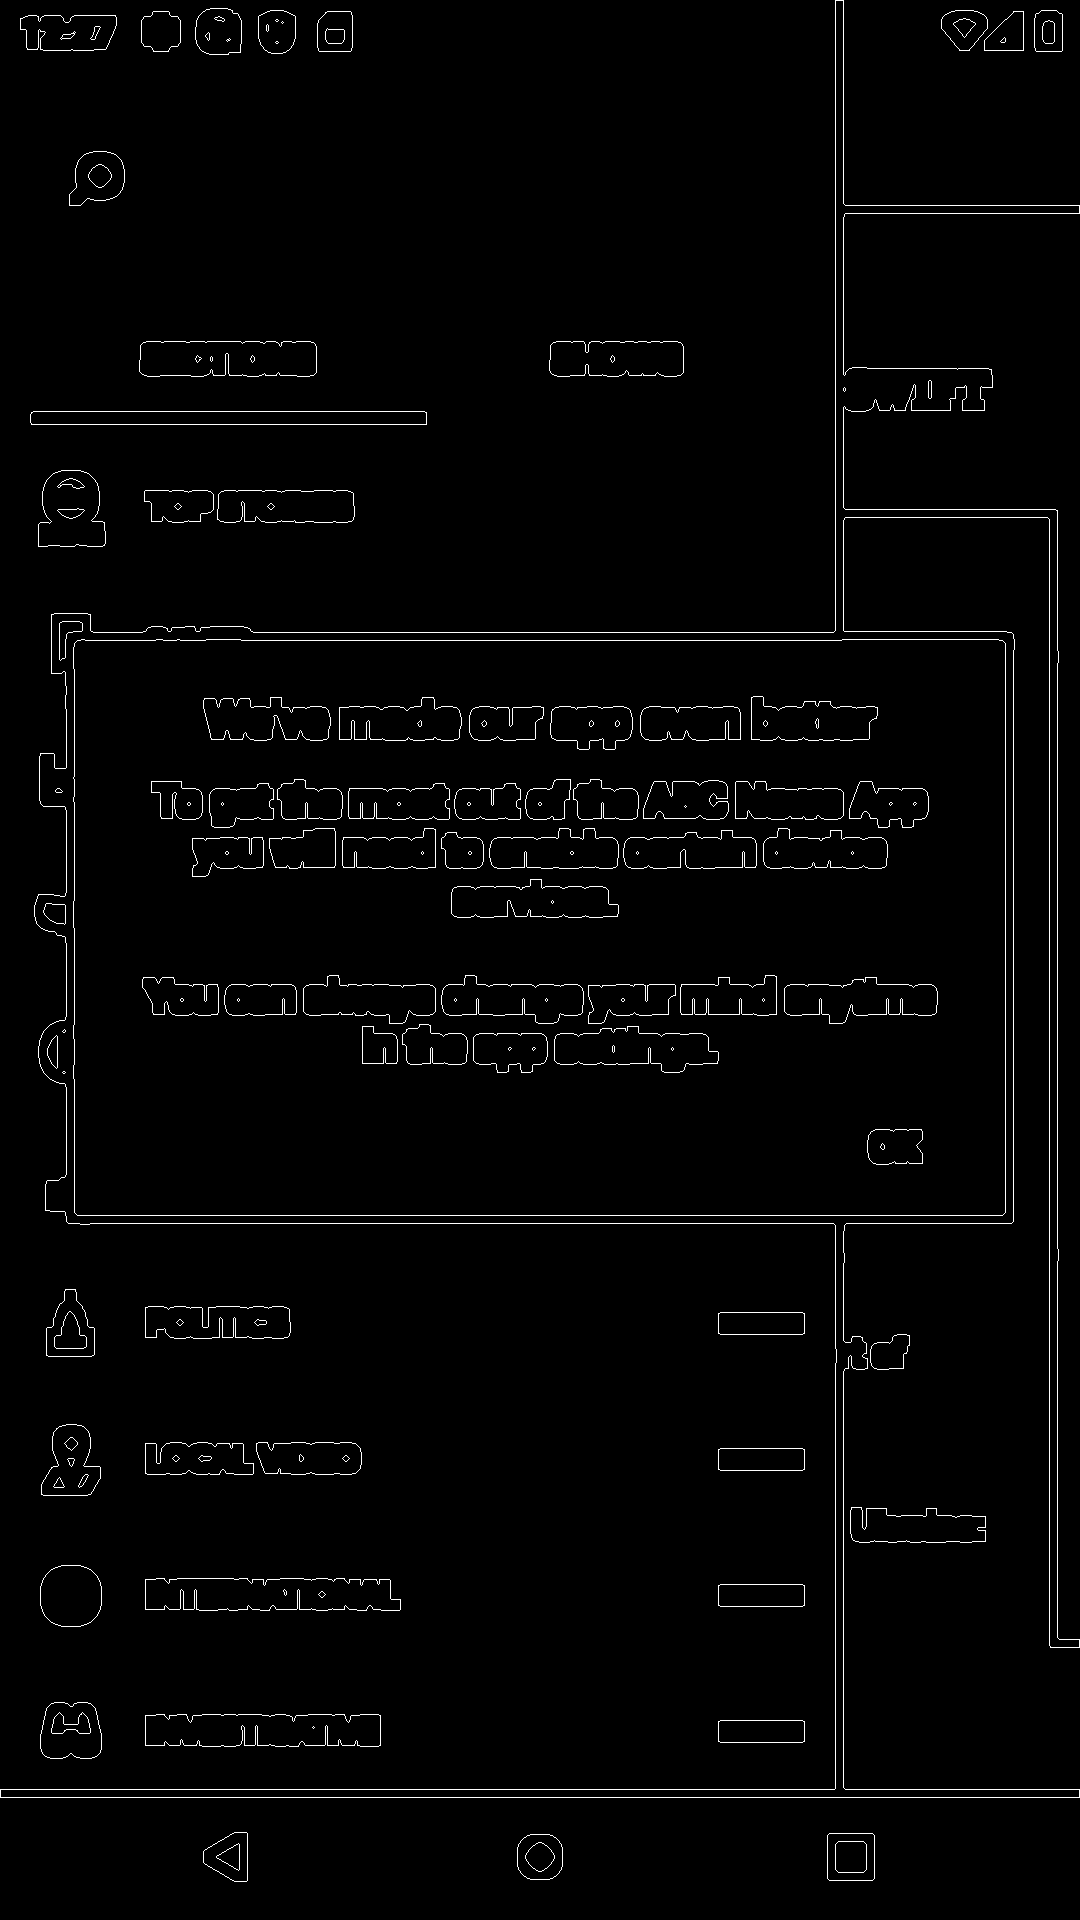 12:27
SECTIONS
SHOWS
SWIFT
TOP STORIES
We've made our app even better
To get the most out of the ABC News App
you will need to enable certain device
services.
You can always change your mind anytime
in the app settings.
OK
POLITICS
LOCAL VIDEO
INTERNATIONAL
INVESTIGATIVE